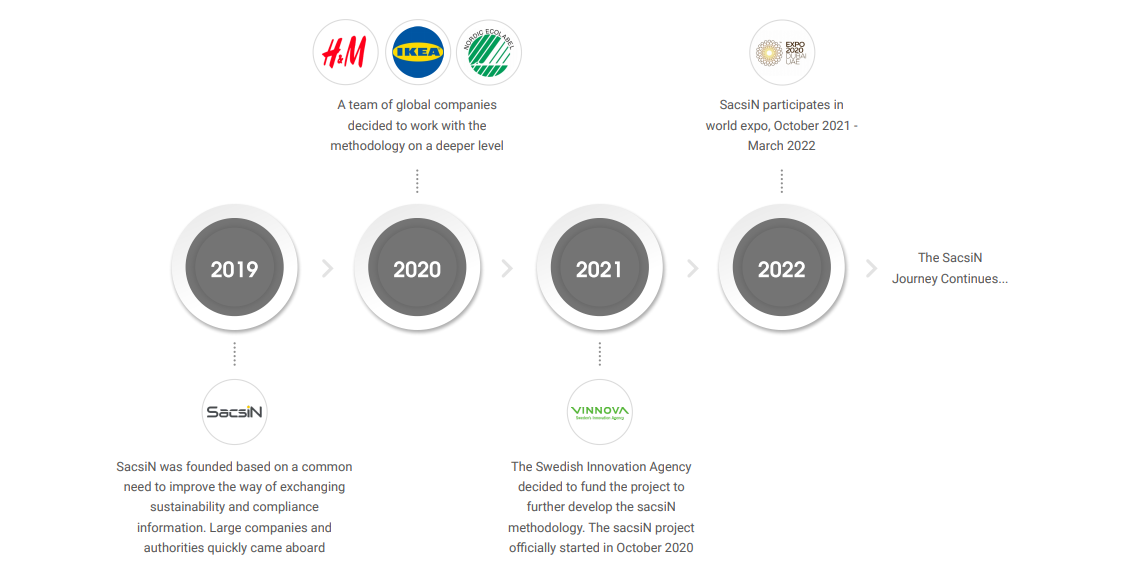 H&M
IKEA
NORDIC ECOLABEL
EXPO
2020
DUBAI
UAE
A team of global companies
decided to work with the
methodology on a deeper level
SacsiN participates in
world expo, October 2021 -
March 2022
2019
2020
2021
2022
The SacsiN
Journey Continues...
SacsiN
VINNOVA
Sweden's Innovation Agency
SacsiN was founded based on a common
need to improve the way of exchanging
sustainability and compliance
information. Large companies and
authorities quickly came aboard
The Swedish Innovation Agency
decided to fund the project to
further develop the sacsiN
methodology. The sacsiN project
officially started in October 2020